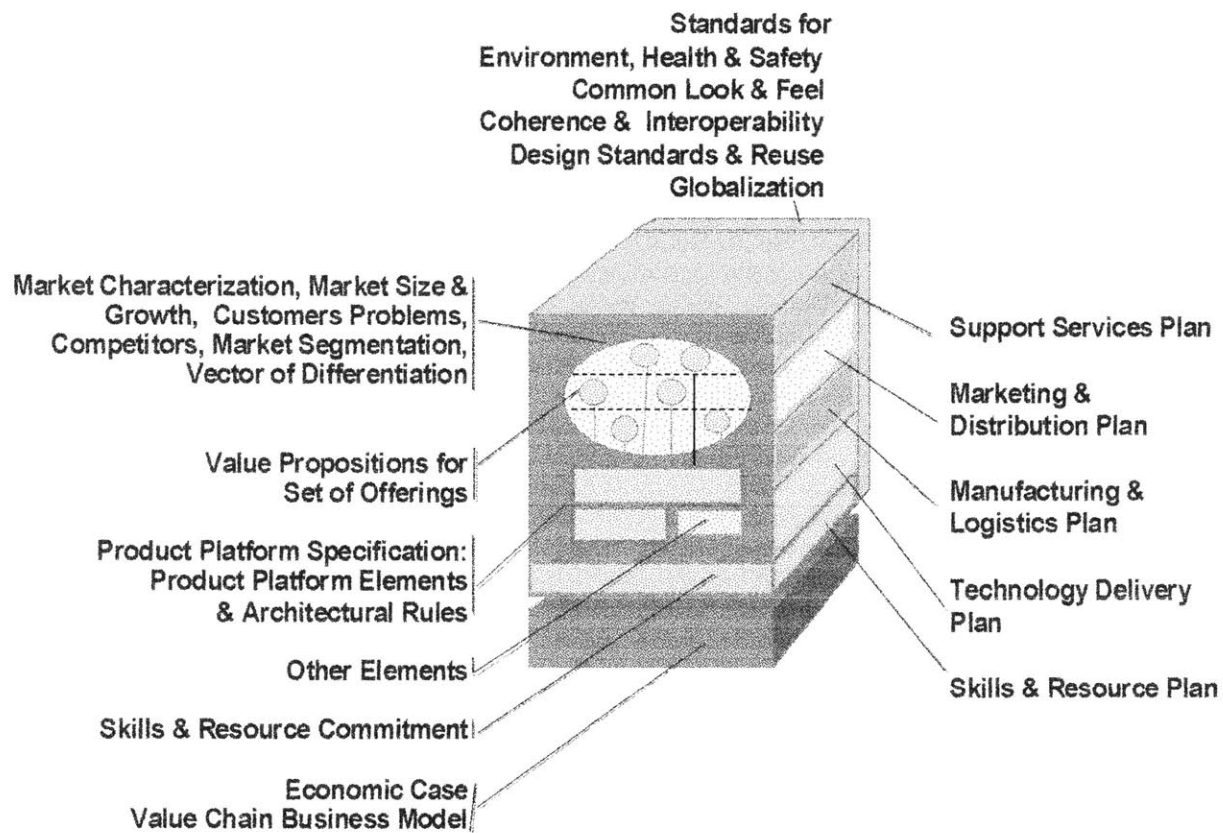 Standards for
Environment, Health & Safety
Common Look & Feel
Coherence & Interoperability
Design Standards & Reuse
Globalization
Market Characterization, Market Size &
Growth, Customers Problems,
Competitors, Market Segmentation,
Vector of Differentiation
Value Propositions for
Set of Offerings
Product Platform Specification:
Product Platform Elements
& Architectural Rules
Other Elements
Skills & Resource Commitment
Economic Case
Value Chain Business Model
Support Services Plan
Marketing &
Distribution Plan
Manufacturing &
Logistics Plan
Technology Delivery
Plan
Skills & Resource Plan